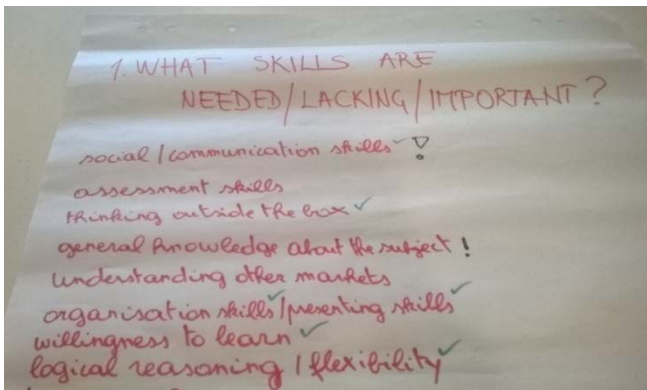 1. WHAT SKILLS ARE
NEEDED/LACKING/IMPORTANT?
social/communication skills !
assessment skills
thinking outside the box ✓
general knowledge about the subject !
understanding other markets
organisation skills ✓/presenting skills ✓
willingness to learn ✓
logical reasoning / flexibility ✓